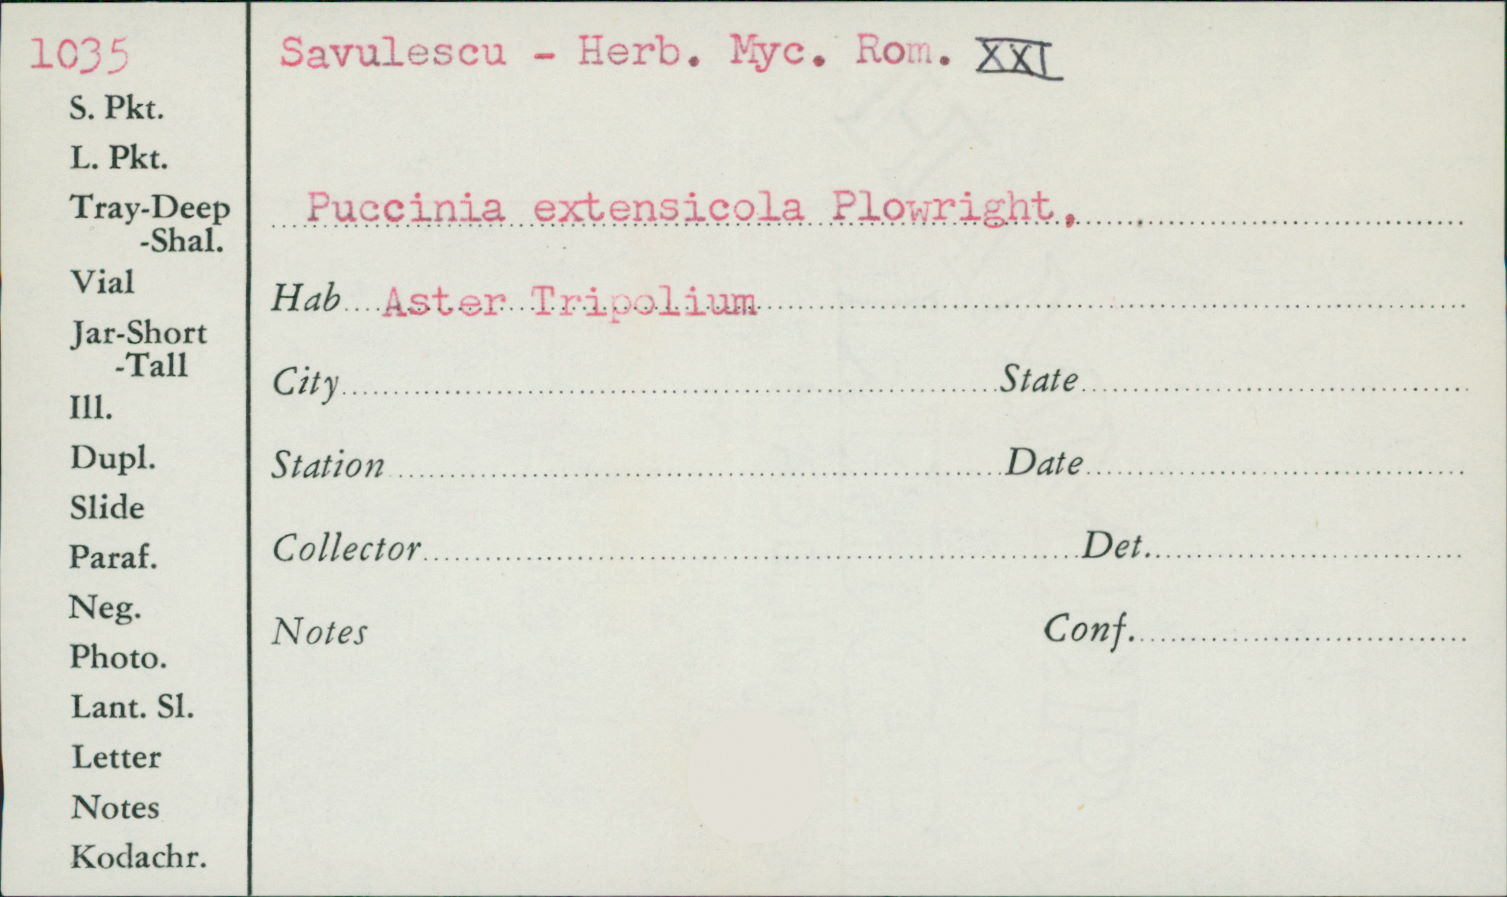 1035
Savulescu - Herb. Myc. Rom. XXI
S. Pkt.
L. Pkt.
Tray-Deep
-Shal.
Vial
Jar-Short
-Tall
Ill.
Dupl.
Slide
Paraf.
Neg.
Photo.
Lant. Sl.
Letter
Notes
Kodachr.
Puccinia extensicola Plowright,
Hab Aster Tripolium
City State
Station Date
Collector Det.
Notes Conf.